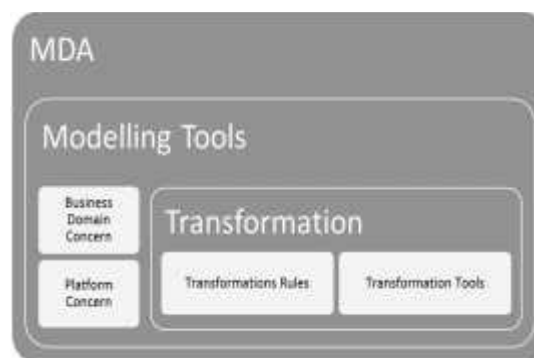 MDA
Modelling Tools
Business
Domain
Concern
Transformation
Platform
Concern
Transformations Rules
Transformation Tools